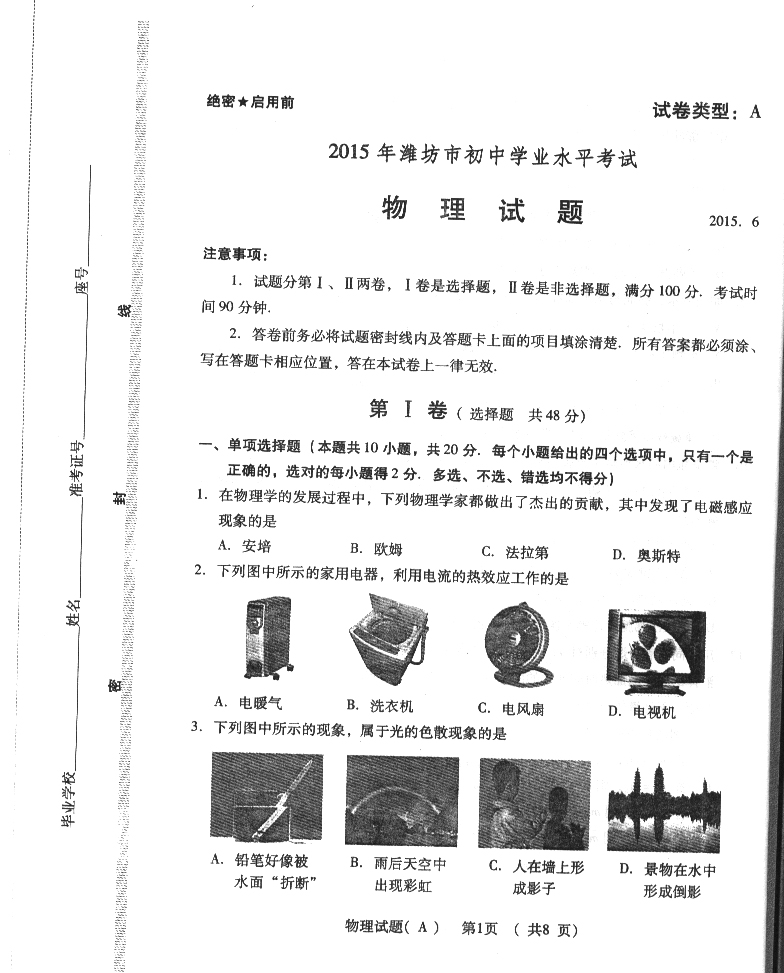 绝密★启用前
试卷类型：A
2015 年潍坊市初中学业水平考试
物 理 试 题
2015．6
注意事项：
1．试题分第Ⅰ、Ⅱ两卷，Ⅰ卷是选择题，Ⅱ卷是非选择题，满分 100 分．考试时
间 90 分钟．
2．答卷前务必将试题密封线内及答题卡上面的项目填涂清楚．所有答案都必须涂、
写在答题卡相应位置，答在本试卷上一律无效．
第 Ⅰ 卷（选择题 共 48 分）
一、单项选择题（本题共 10 小题，共 20 分．每个小题给出的四个选项中，只有一个是
正确的，选对的每小题得 2 分．多选、不选、错选均不得分）
1．在物理学的发展过程中，下列物理学家都做出了杰出的贡献，其中发现了电磁感应
现象的是
A．安培 B．欧姆 C．法拉第 D．奥斯特
2．下列图中所示的家用电器，利用电流的热效应工作的是
A．电暖气 B．洗衣机 C．电风扇 D．电视机
3．下列图中所示的现象，属于光的色散现象的是
A．铅笔好像被 B．雨后天空中 C．人在墙上形 D．景物在水中
水面“折断” 出现彩虹 成影子 形成倒影
物理试题( A ) 第1页 ( 共8 页)
毕业学校 姓名 准考证号 座号
密 封 线